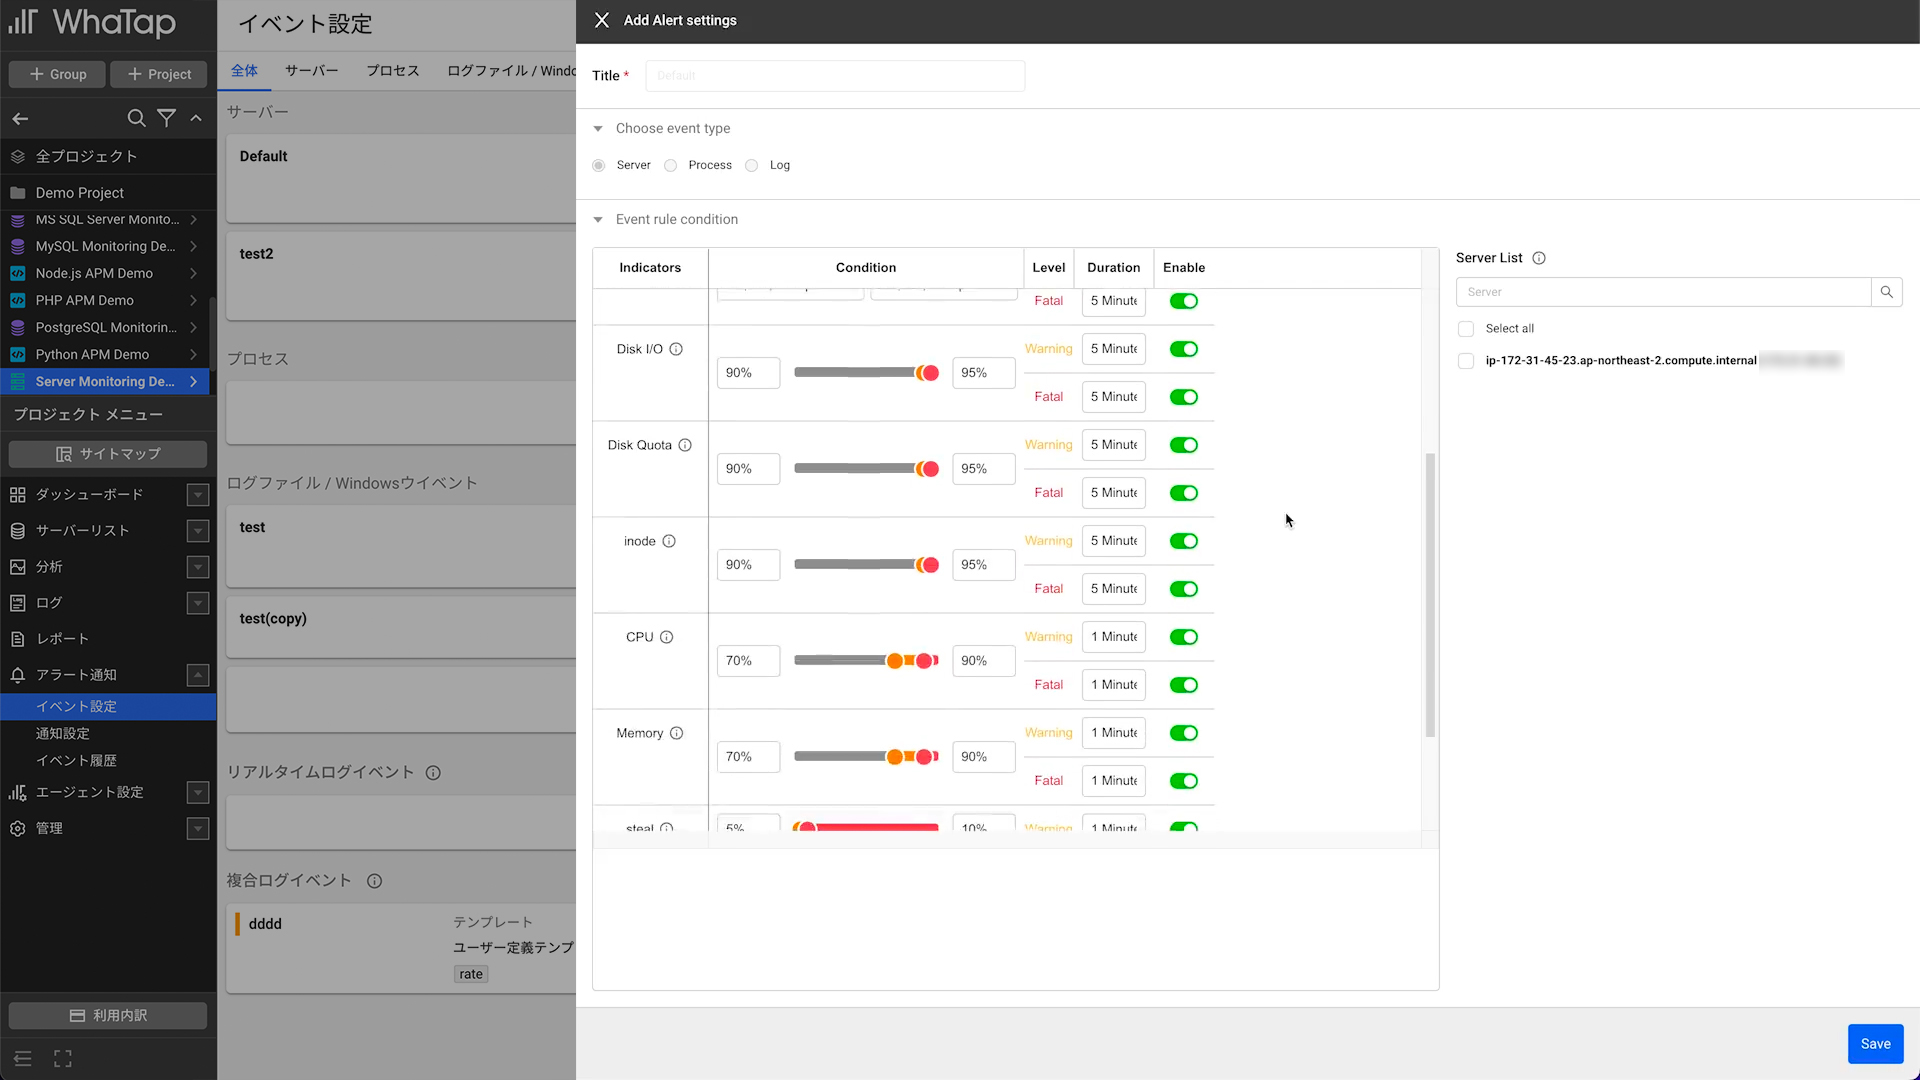 WhaTap
+ Group
+ Project
全プロジェクト
Demo Project
MS SQL Server Monito...
MySQL Monitoring De...
Node.js APM Demo
PHP APM Demo
PostgreSQL Monitorin...
Python APM Demo
Server Monitoring De...
プロジェクト メニュー
サイトマップ
ダッシューボード
サーバーリスト
分析
ログ
レポート
アラート通知
イベント設定
通知設定
イベント履歴
エージェント設定
管理
利用内訳
イベント設定
全体
サーバー
プロセス
ログファイル / Windo
サーバー
Default
test2
プロセス
ログファイル / Windowsウイベント
test
test(copy)
リアルタイムログイベント
複合ログイベント
dddd
テンプレート
ユーザー定義テンプ
rate
Add Alert settings
Title *
Default
Choose event type
Server
Process
Log
Event rule condition
Indicators
Condition
Level
Duration
Enable
Fatal
5 Minute
Disk I/O
90%
95%
Warning
5 Minute
Fatal
5 Minute
Disk Quota
90%
95%
Warning
5 Minute
Fatal
5 Minute
inode
90%
95%
Warning
5 Minute
Fatal
5 Minute
CPU
70%
90%
Warning
1 Minute
Fatal
1 Minute
Memory
70%
90%
Warning
1 Minute
Fatal
1 Minute
steal
5%
10%
Warning
1 Minute
Server List
Server
Select all
ip-172-31-45-23.ap-northeast-2.compute.internal
Save